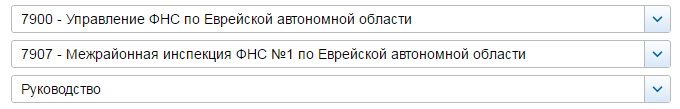 7900 - Управление ФНС по Еврейской автономной области
7907 - Межрайонная инспекция ФНС №1 по Еврейской автономной области
Руководство